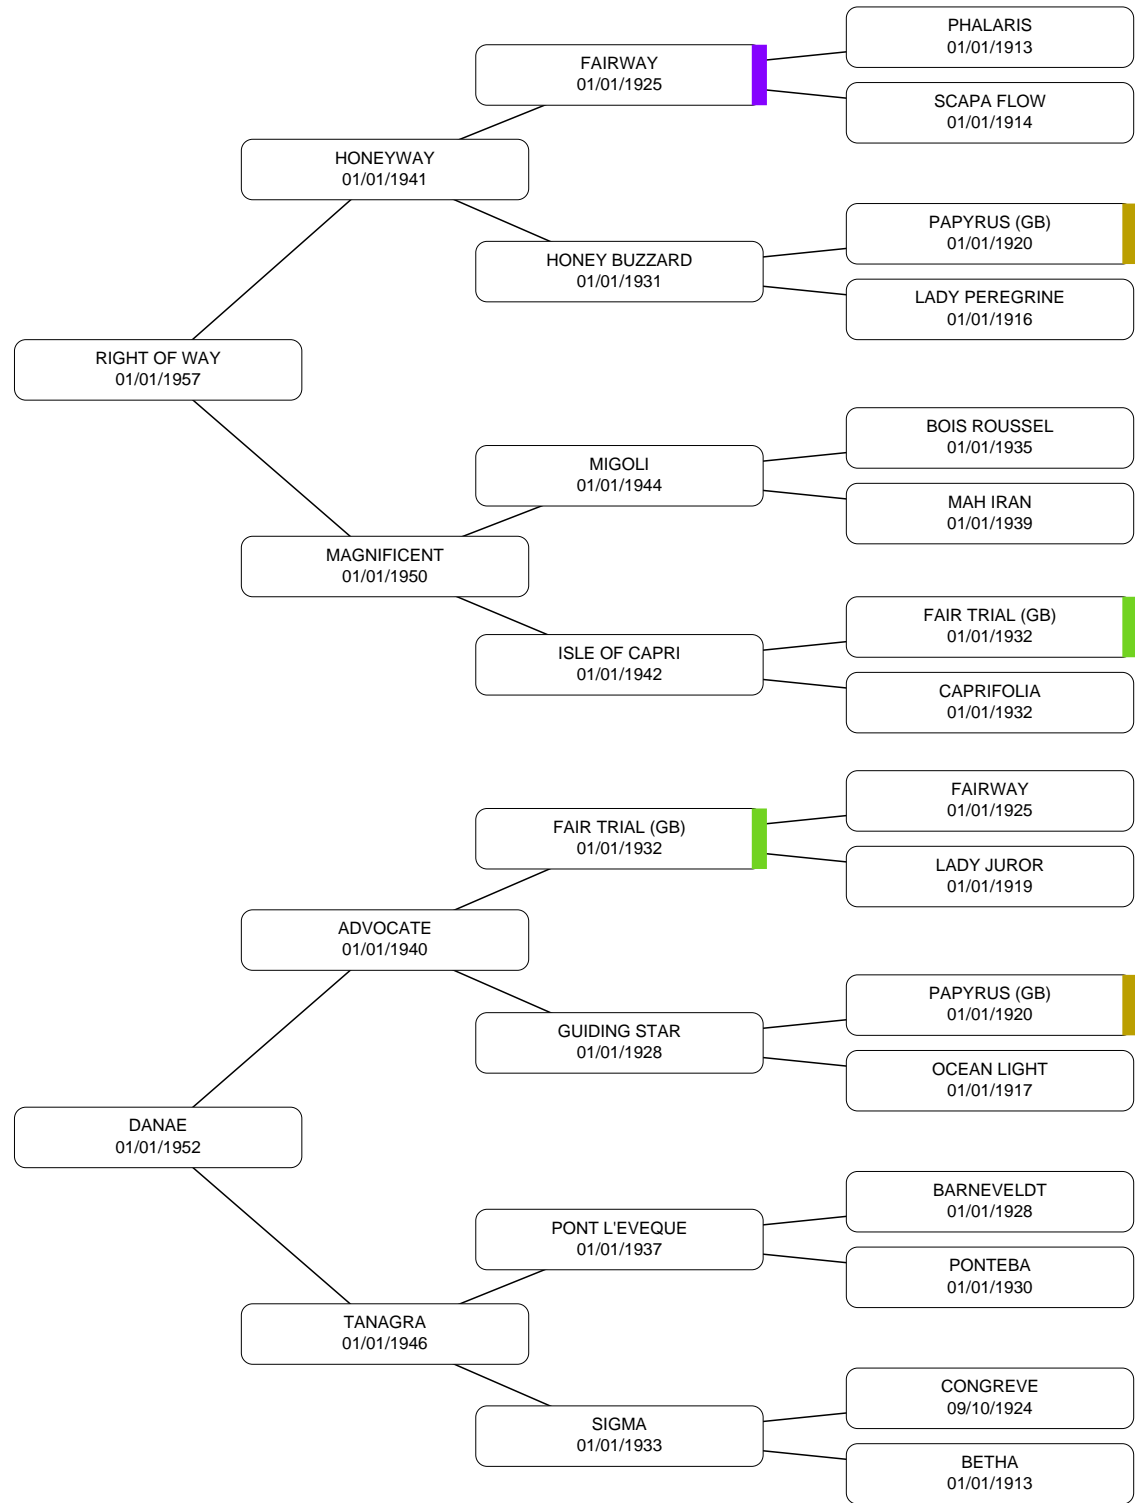 PHALARIS
01/01/1913
FAIRWAY
01/01/1925
SCAPA FLOW
01/01/1914
HONEYWAY
01/01/1941
PAPYRUS (GB)
01/01/1920
HONEY BUZZARD
01/01/1931
LADY PEREGRINE
01/01/1916
RIGHT OF WAY
01/01/1957
BOIS ROUSSEL
01/01/1935
MIGOLI
01/01/1944
MAH IRAN
01/01/1939
MAGNIFICENT
01/01/1950
FAIR TRIAL (GB)
01/01/1932
ISLE OF CAPRI
01/01/1942
CAPRIFOLIA
01/01/1932
FAIRWAY
01/01/1925
FAIR TRIAL (GB)
01/01/1932
LADY JUROR
01/01/1919
ADVOCATE
01/01/1940
PAPYRUS (GB)
01/01/1920
GUIDING STAR
01/01/1928
OCEAN LIGHT
01/01/1917
DANAE
01/01/1952
BARNEVELDT
01/01/1928
PONT L'EVEQUE
01/01/1937
PONTEBA
01/01/1930
TANAGRA
01/01/1946
CONGREVE
09/10/1924
SIGMA
01/01/1933
BETHA
01/01/1913